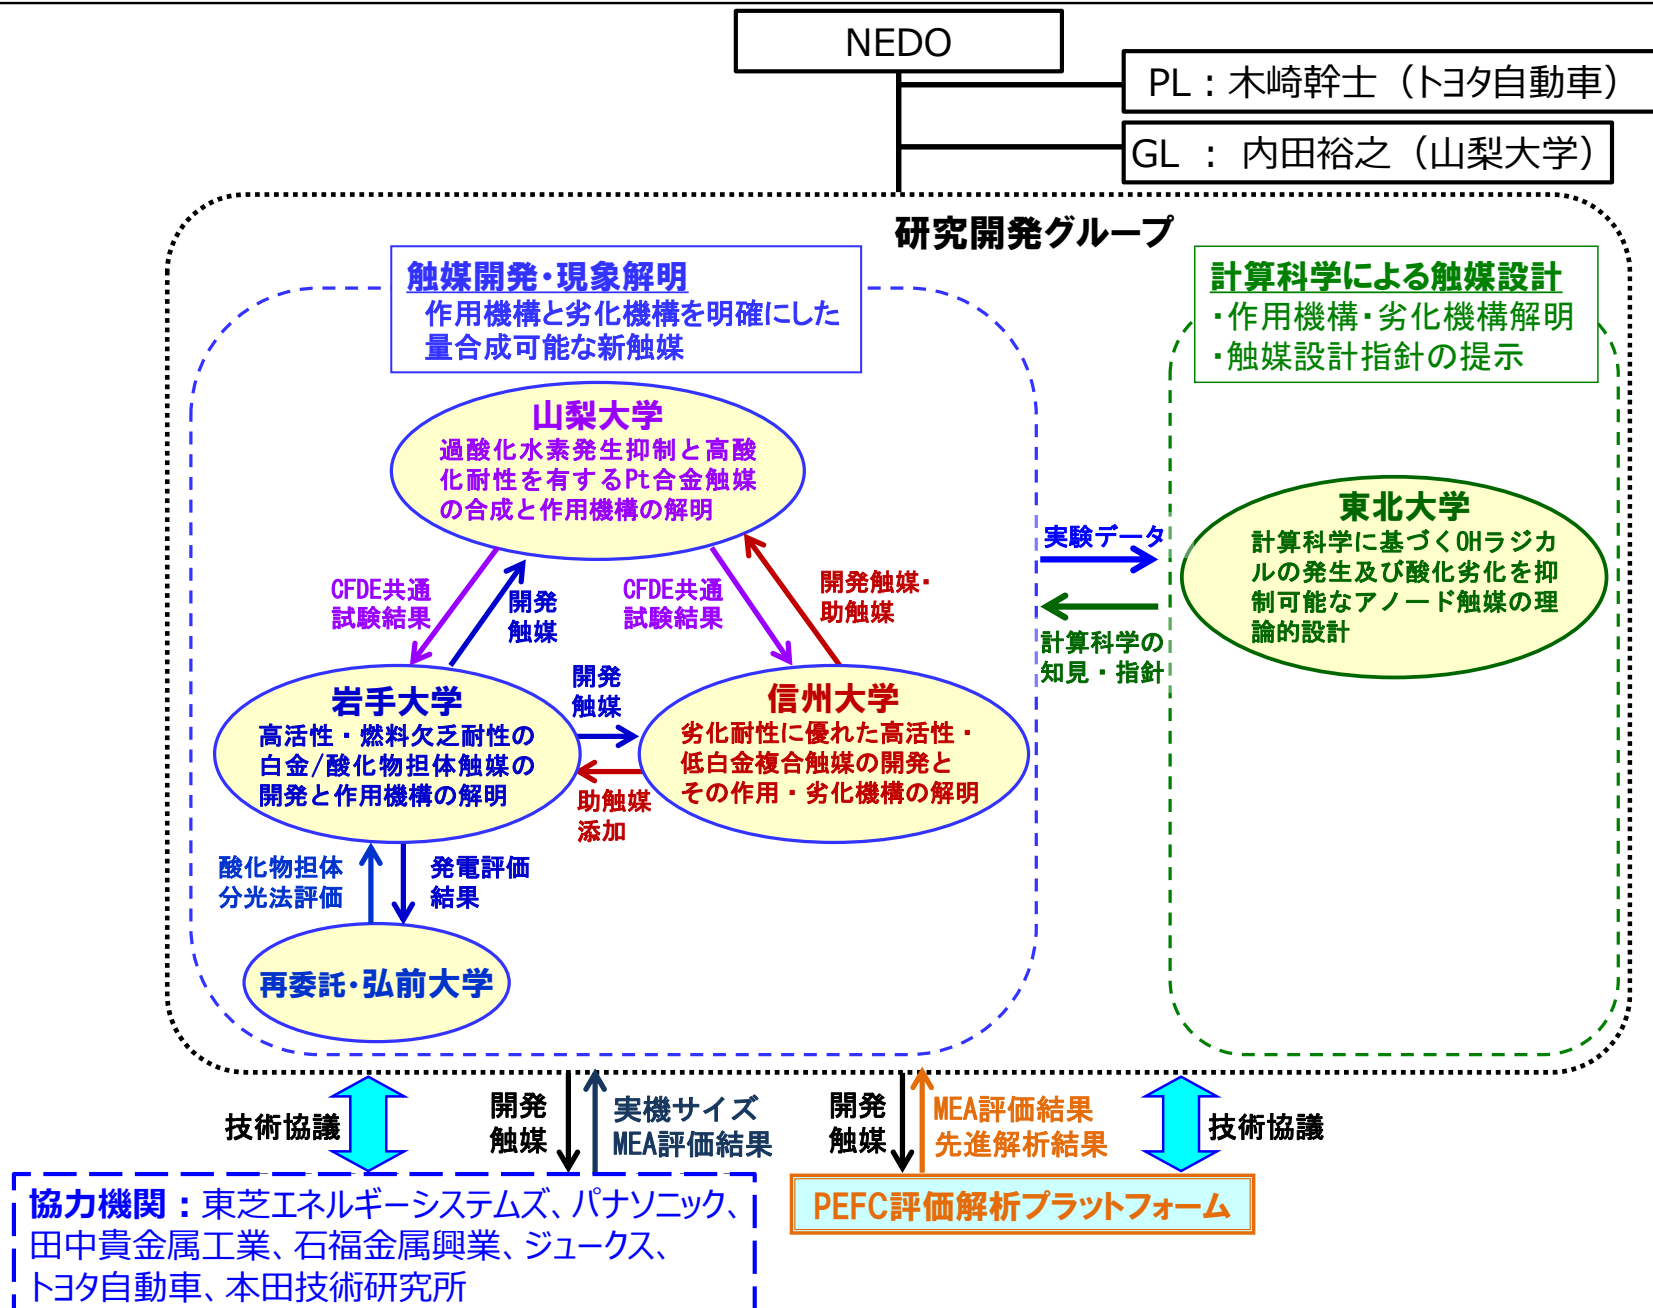 NEDO
PL：木崎幹士（トヨタ自動車）
GL ： 内田裕之（山梨大学）
研究開発グループ
触媒開発・現象解明
作用機構と劣化機構を明確にした
量合成可能な新触媒
計算科学による触媒設計
・作用機構・劣化機構解明
・触媒設計指針の提示
山梨大学
過酸化水素発生抑制と高酸
化耐性を有するPt合金触媒
の合成と作用機構の解明
東北大学
計算科学に基づくOHラジカ
ルの発生及び酸化劣化を抑
制可能なアノード触媒の理
論的設計
実験データ
計算科学の
知見・指針
CFDE共通
試験結果
開発
触媒
CFDE共通
試験結果
開発触媒・
助触媒
岩手大学
高活性・燃料欠乏耐性の
白金/酸化物担体触媒の
開発と作用機構の解明
開発
触媒
助触媒
添加
信州大学
劣化耐性に優れた高活性・
低白金複合触媒の開発と
その作用・劣化機構の解明
酸化物担体
分光法評価
発電評価
結果
再委託・弘前大学
技術協議
開発
触媒
実機サイズ
MEA評価結果
開発
触媒
MEA評価結果
先進解析結果
技術協議
協力機関：東芝エネルギーシステムズ、パナソニック、
田中貴金属工業、石福金属興業、ジュークス、
トヨタ自動車、本田技術研究所
PEFC評価解析プラットフォーム